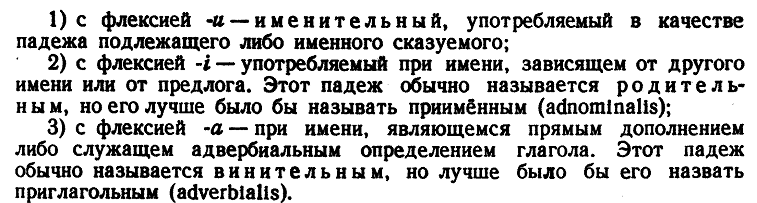 1) с флексией -u — именительный, употребляемый в качестве
падежа подлежащего либо именного сказуемого;
2) с флексией -i — употребляемый при имени, зависящем от другого
имени или от предлога. Этот падеж обычно называется родитель-
ным, но его лучше было бы называть приимённым (adnominalis);
3) с флексией -a — при имени, являющемся прямым дополнением
либо служащем адвербиальным определением глагола. Этот падеж
обычно называется винительным, но лучше было бы его назвать
приглагольным (adverbialis).